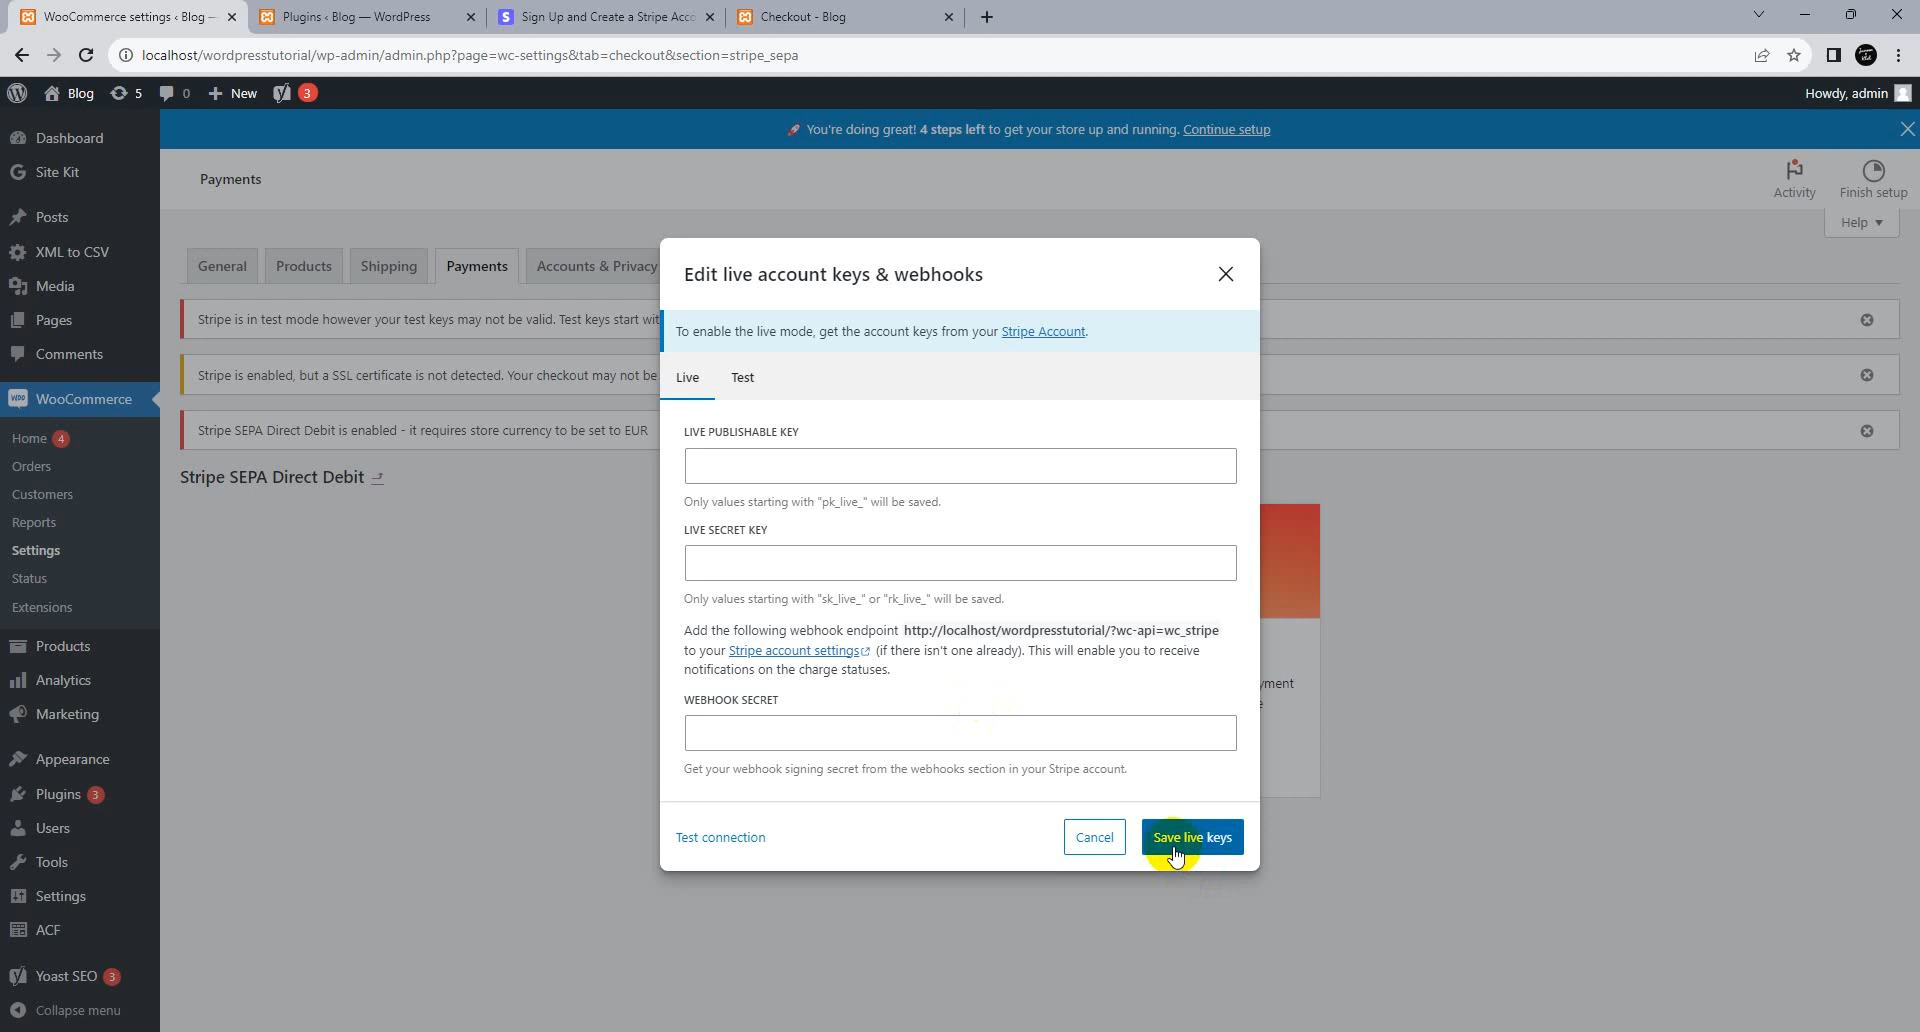 WooCommerce settings ‹ Blog —
Plugins ‹ Blog — WordPress
Sign Up and Create a Stripe Acco
Checkout - Blog
localhost/wordpresstutorial/wp-admin/admin.php?page=wc-settings&tab=checkout&section=stripe_sepa
Blog 5 0 New 3
Howdy, admin
You're doing great! 4 steps left to get your store up and running. Continue setup
Payments
Activity
Finish setup
Help
General Products Shipping Payments Accounts & Privacy
Stripe is in test mode however your test keys may not be valid. Test keys start wit
Stripe is enabled, but a SSL certificate is not detected. Your checkout may not be
Stripe SEPA Direct Debit is enabled - it requires store currency to be set to EUR
Stripe SEPA Direct Debit
yment
e
Dashboard
Site Kit
Posts
XML to CSV
Media
Pages
Comments
WooCommerce
Home 4
Orders
Customers
Reports
Settings
Status
Extensions
Products
Analytics
Marketing
Appearance
Plugins 3
Users
Tools
Settings
ACF
Yoast SEO 3
Collapse menu
Edit live account keys & webhooks
To enable the live mode, get the account keys from your Stripe Account.
Live Test
LIVE PUBLISHABLE KEY
Only values starting with "pk_live_" will be saved.
LIVE SECRET KEY
Only values starting with "sk_live_" or "rk_live_" will be saved.
Add the following webhook endpoint http://localhost/wordpresstutorial/?wc-api=wc_stripe
to your Stripe account settings (if there isn't one already). This will enable you to receive
notifications on the charge statuses.
WEBHOOK SECRET
Get your webhook signing secret from the webhooks section in your Stripe account.
Test connection
Cancel
Save live keys